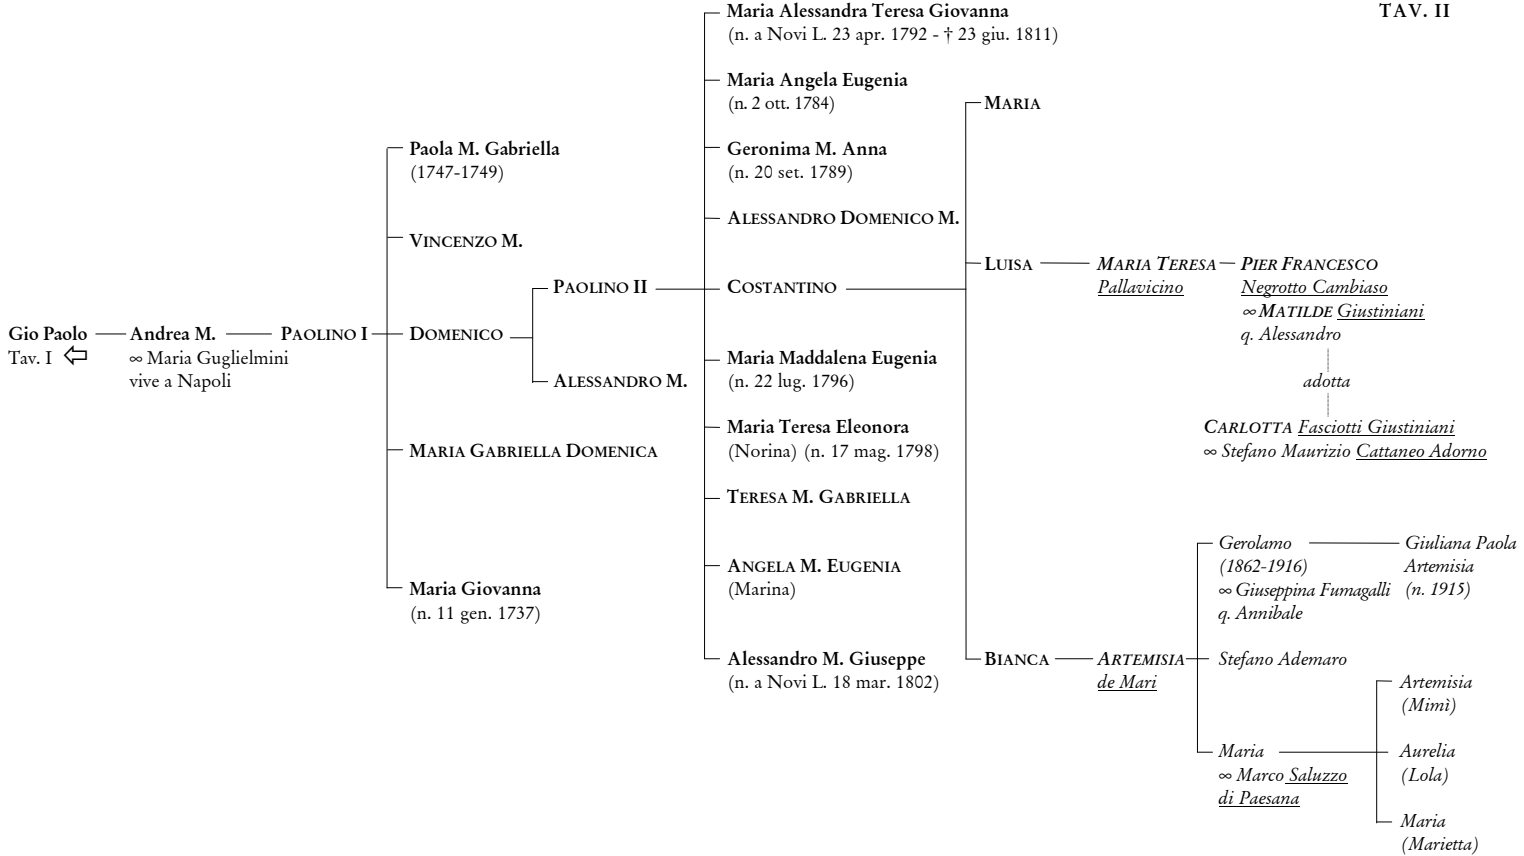 TAV. II
Gio Paolo
Tav. I
Andrea M.
∞ Maria Guglielmini
vive a Napoli
PAOLINO I
Paola M. Gabriella
(1747-1749)
VINCENZO M.
DOMENICO
MARIA GABRIELLA DOMENICA
Maria Giovanna
(n. 11 gen. 1737)
PAOLINO II
ALESSANDRO M.
Maria Alessandra Teresa Giovanna
(n. a Novi L. 23 apr. 1792 - † 23 giu. 1811)
Maria Angela Eugenia
(n. 2 ott. 1784)
Geronima M. Anna
(n. 20 set. 1789)
ALESSANDRO DOMENICO M.
COSTANTINO
Maria Maddalena Eugenia
(n. 22 lug. 1796)
Maria Teresa Eleonora
(Norina) (n. 17 mag. 1798)
TERESA M. GABRIELLA
ANGELA M. EUGENIA
(Marina)
Alessandro M. Giuseppe
(n. a Novi L. 18 mar. 1802)
MARIA
LUISA
BIANCA
MARIA TERESA
Pallavicino
PIER FRANCESCO
Negrotto Cambiaso
∞ MATILDE Giustiniani
q. Alessandro
adotta
CARLOTTA Fasciotti Giustiniani
∞ Stefano Maurizio Cattaneo Adorno
ARTEMISIA
de Mari
Gerolamo
(1862-1916)
∞ Giuseppina Fumagalli
q. Annibale
Giuliana Paola
Artemisia
(n. 1915)
Stefano Ademaro
Maria
∞ Marco Saluzzo
di Paesana
Artemisia
(Mimì)
Aurelia
(Lola)
Maria
(Marietta)